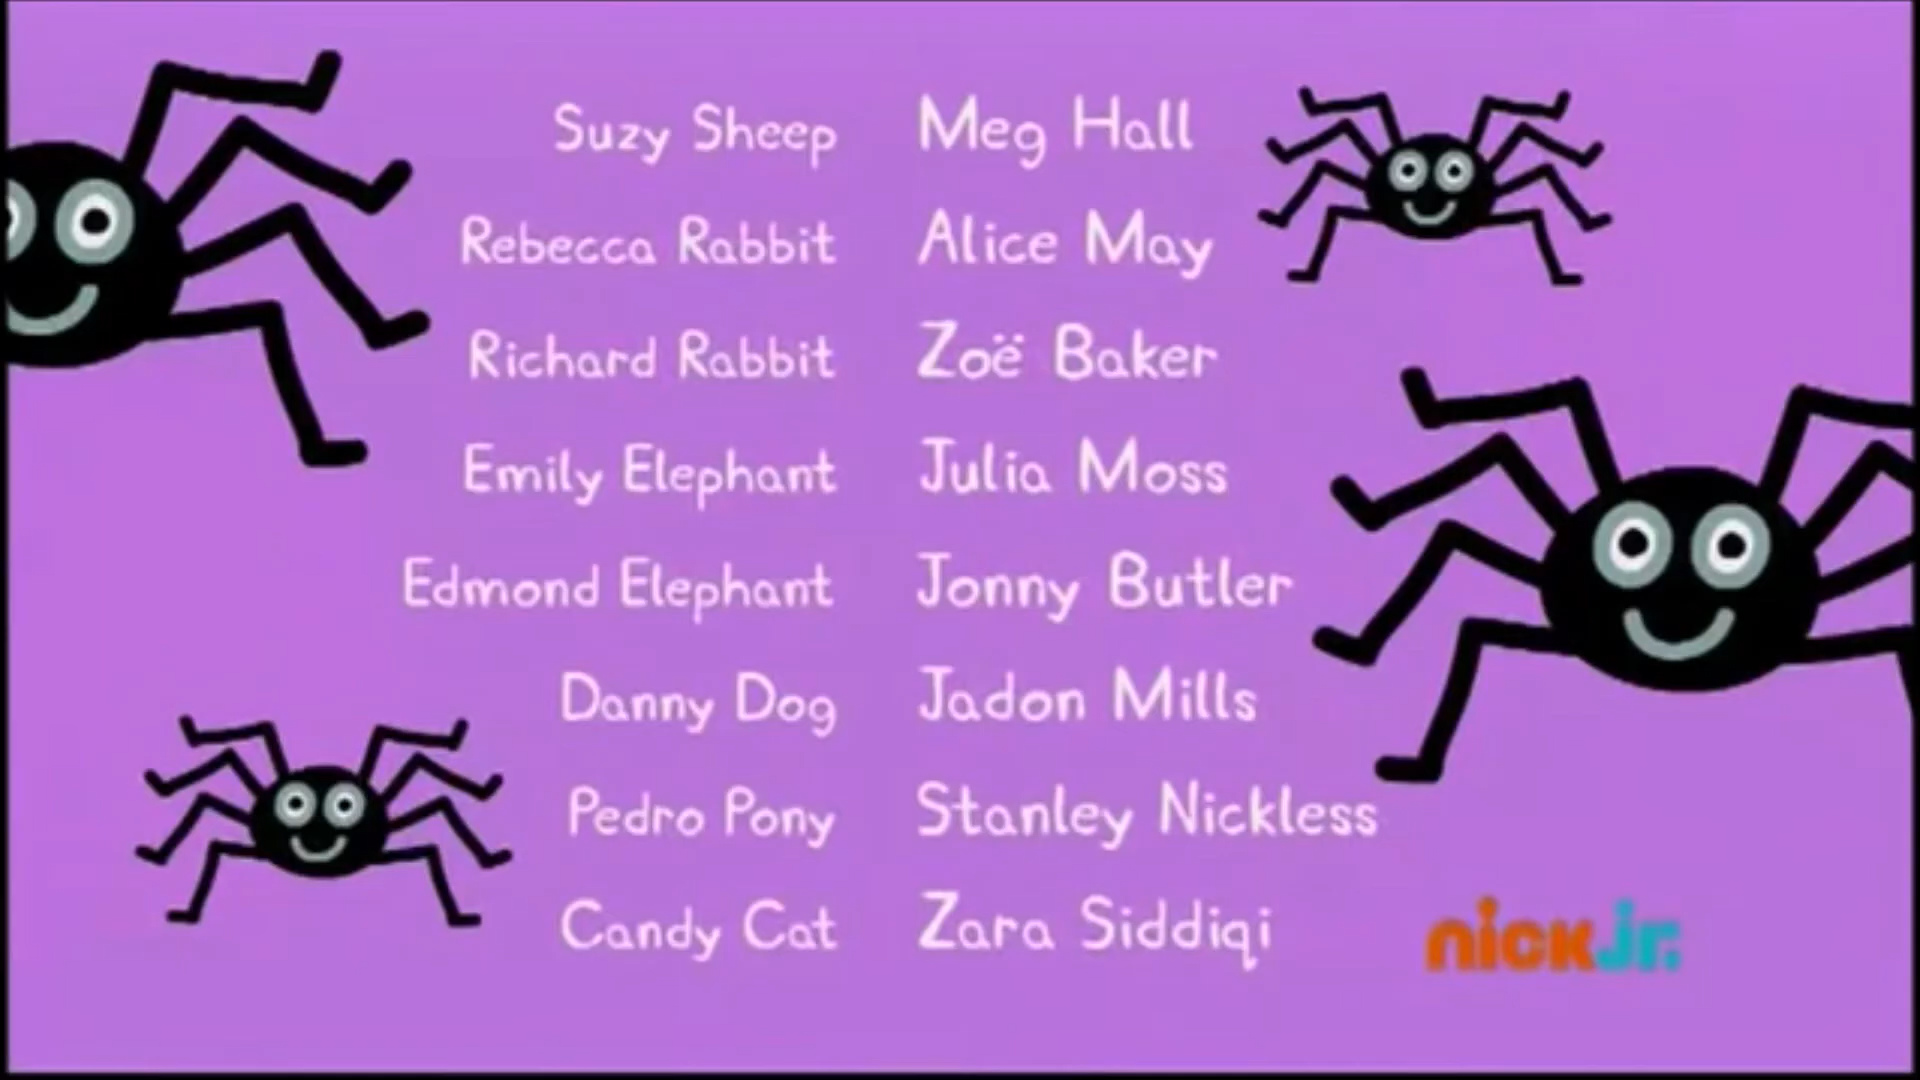 Suzy Sheep Meg Hall
Rebecca Rabbit Alice May
Richard Rabbit Zoë Baker
Emily Elephant Julia Moss
Edmond Elephant Jonny Butler
Danny Dog Jadon Mills
Pedro Pony Stanley Nickless
Candy Cat Zara Siddiqi
nick jr.